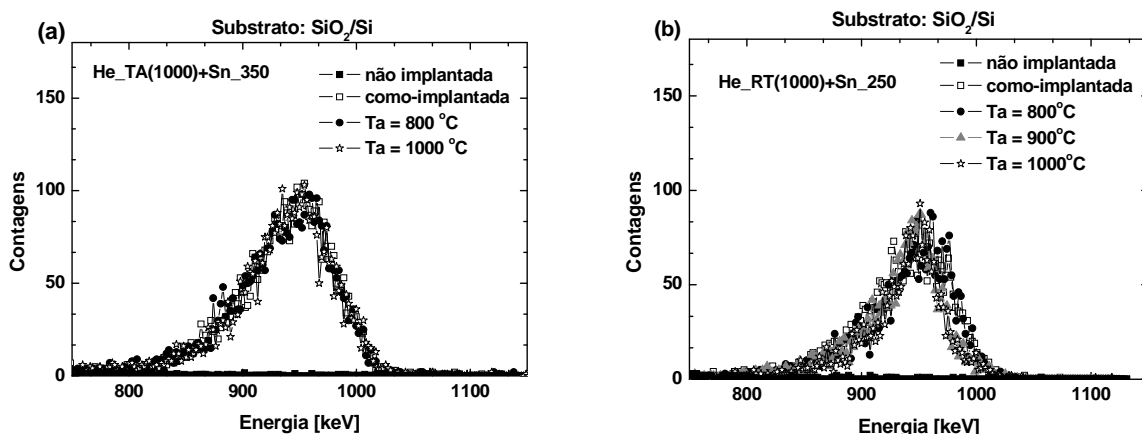 (a)
Substrato: SiO₂/Si
He_TA(1000)+Sn_350
não implantada
como-implantada
Ta = 800 °C
Ta = 1000 °C
Contagens
150
100
50
0
800 900 1000 1100
Energia [keV]
(b)
Substrato: SiO₂/Si
He_RT(1000)+Sn_250
não implantada
como-implantada
Ta = 800°C
Ta = 900°C
Ta = 1000°C
Contagens
150
100
50
0
800 900 1000 1100
Energia [keV]